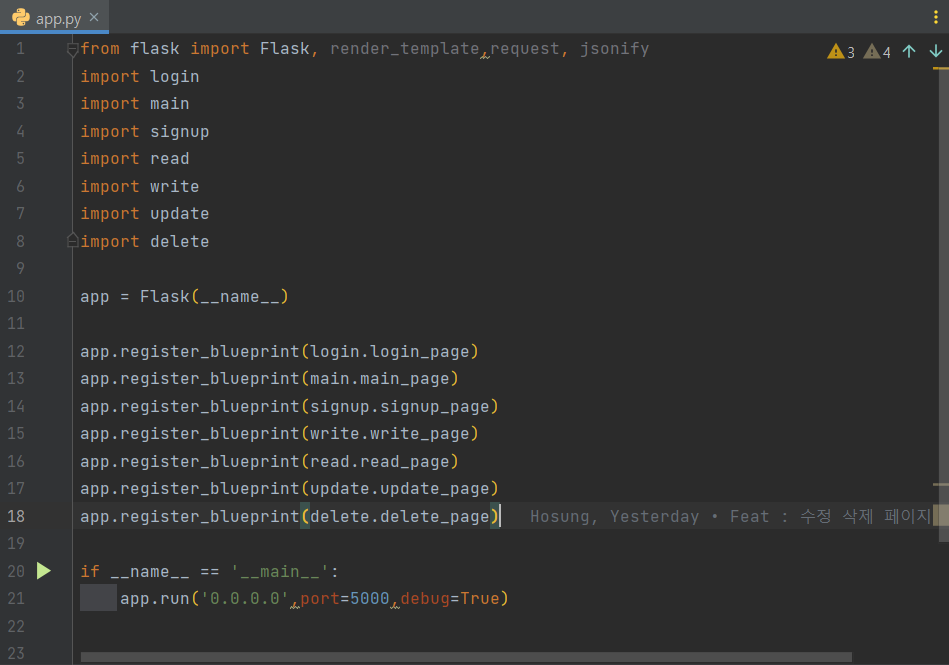 app.py ×
3 4
1 from flask import Flask, render_template,request, jsonify
2 import login
3 import main
4 import signup
5 import read
6 import write
7 import update
8 import delete
9
10 app = Flask(__name__)
11
12 app.register_blueprint(login.login_page)
13 app.register_blueprint(main.main_page)
14 app.register_blueprint(signup.signup_page)
15 app.register_blueprint(write.write_page)
16 app.register_blueprint(read.read_page)
17 app.register_blueprint(update.update_page)
18 app.register_blueprint(delete.delete_page) Hosung, Yesterday • Feat : 수정 삭제 페이지
19
20 if __name__ == '__main__':
21     app.run('0.0.0.0',port=5000,debug=True)
22
23